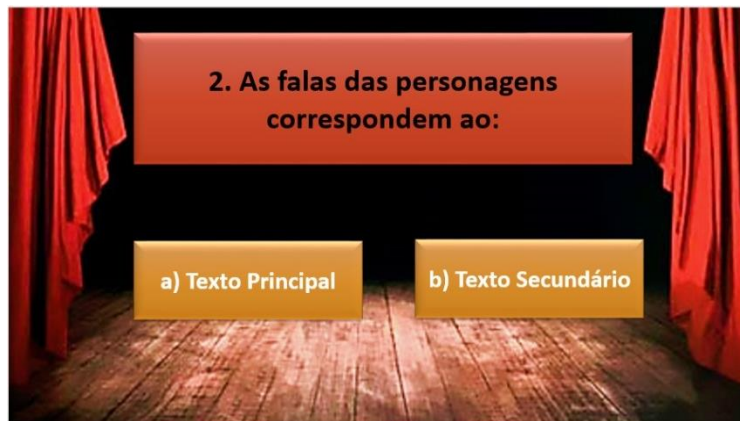 2. As falas das personagens
correspondem ao:
a) Texto Principal
b) Texto Secundário